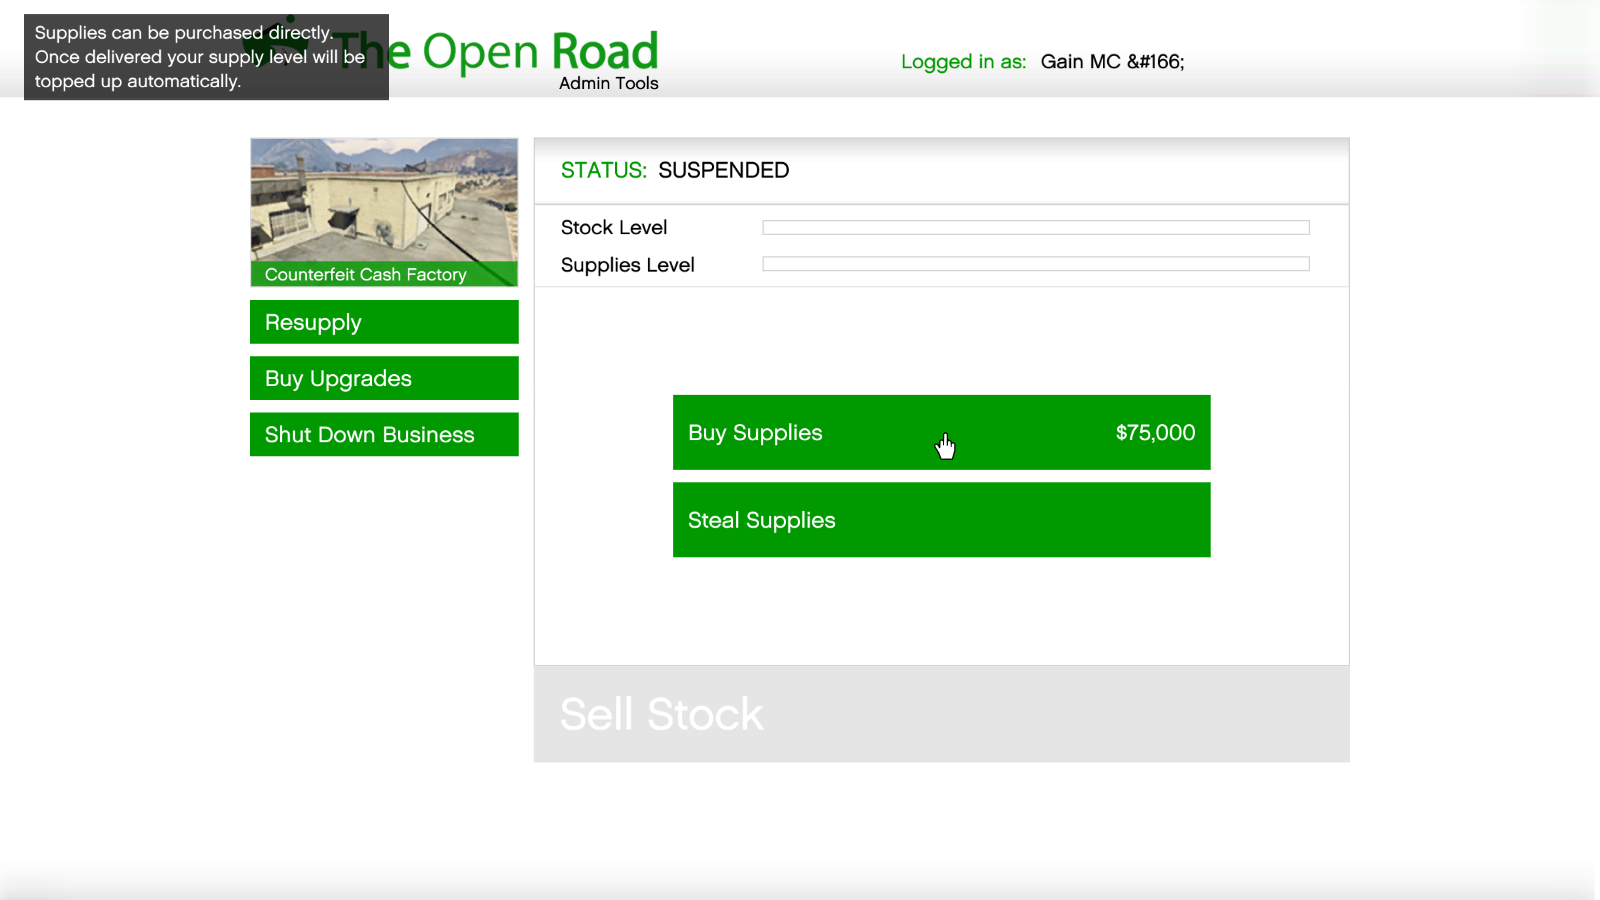 Supplies can be purchased directly.
Once delivered your supply level will be
topped up automatically.
The Open Road
Admin Tools
Logged in as: Gain MC &#166;
Counterfeit Cash Factory
Resupply
Buy Upgrades
Shut Down Business
STATUS: SUSPENDED
Stock Level
Supplies Level
Buy Supplies $75,000
Steal Supplies
Sell Stock